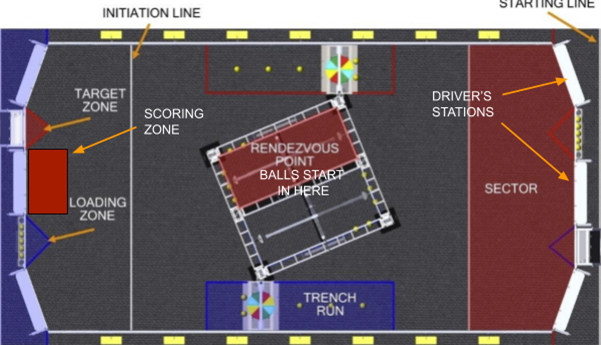 INITIATION LINE
STARTING LINE
TARGET
ZONE
SCORING
ZONE
DRIVER'S
STATIONS
RENDEZVOUS
POINT
BALLS START
IN HERE
SECTOR
LOADING
ZONE
TRENCH
RUN